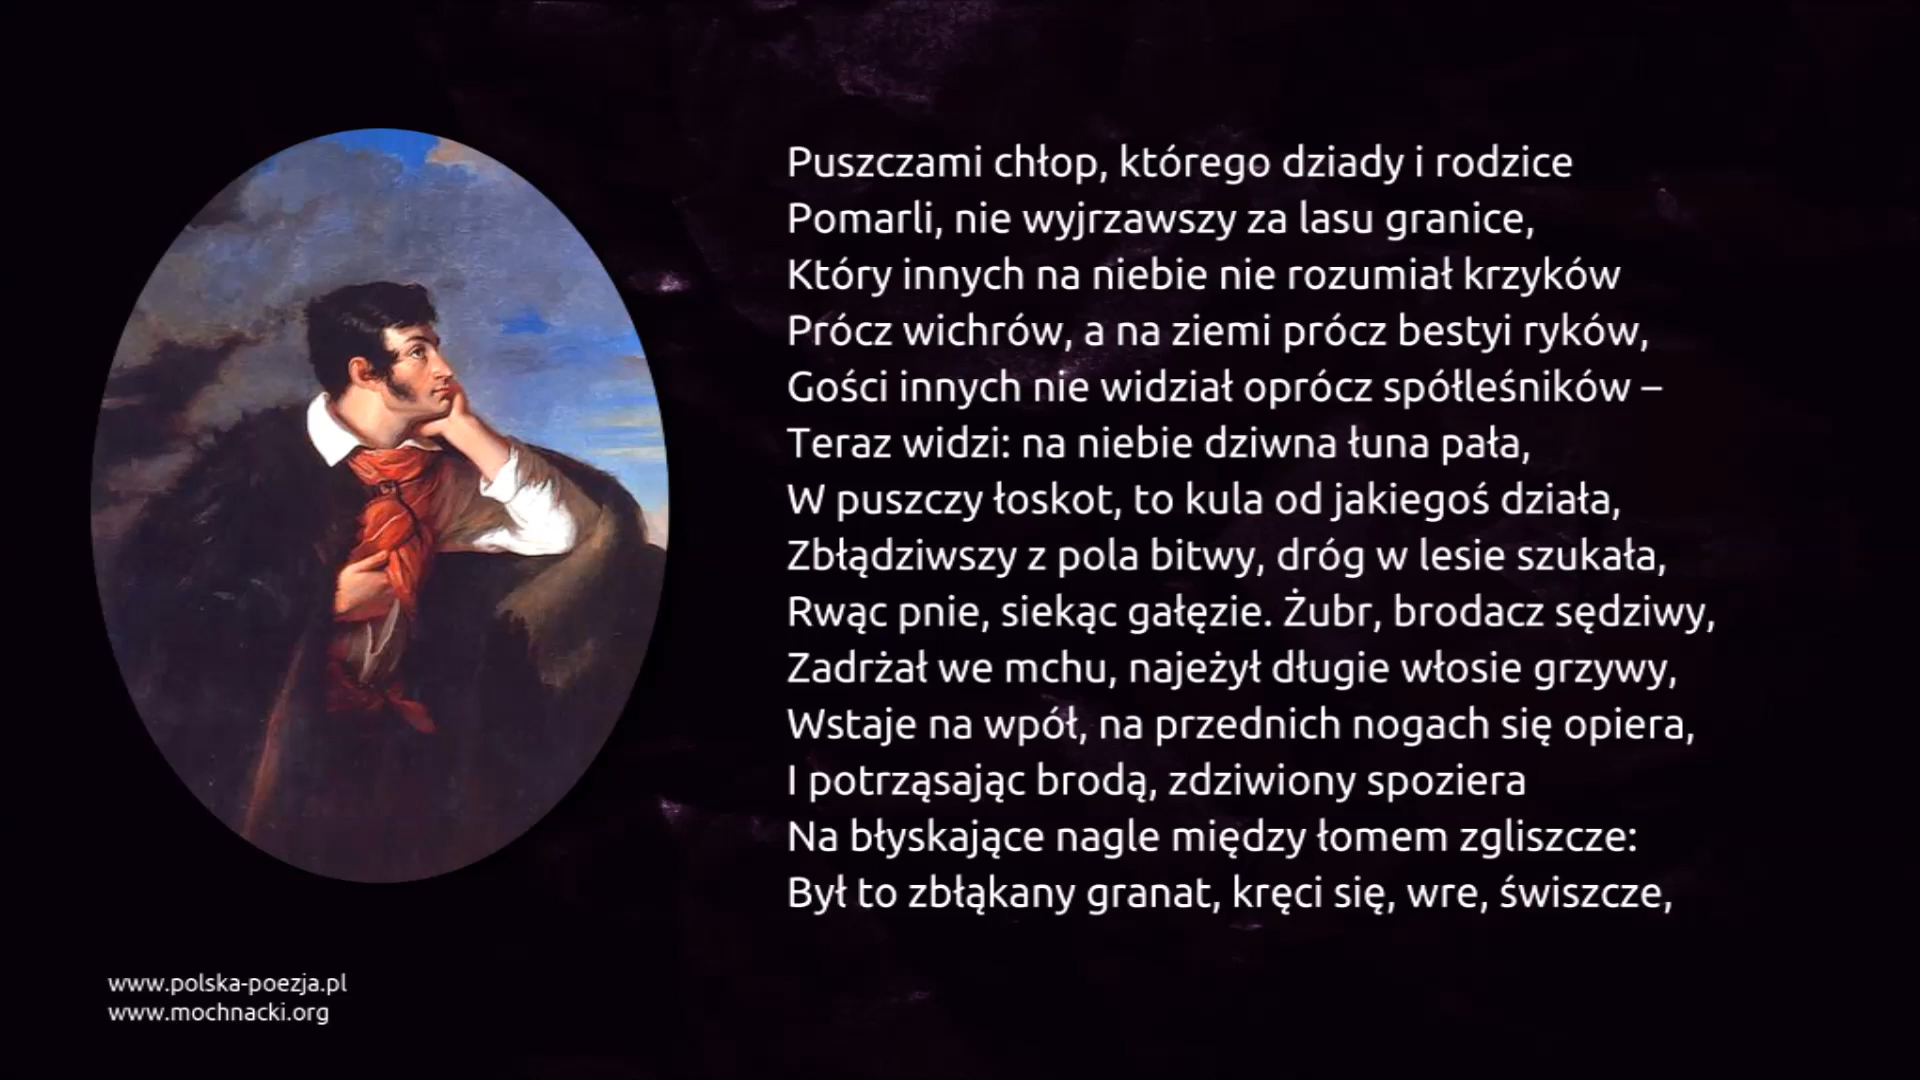 Puszczami chłop, którego dziady i rodzice
Pomarli, nie wyjrzawszy za lasu granice,
Który innych na niebie nie rozumiał krzyków
Prócz wichrów, a na ziemi prócz bestyi ryków,
Gości innych nie widział oprócz spółleśników –
Teraz widzi: na niebie dziwna łuna pała,
W puszczy łoskot, to kula od jakiegoś działa,
Zbłądziwszy z pola bitwy, dróg w lesie szukała,
Rwąc pnie, siekąc gałęzie. Żubr, brodacz sędziwy,
Zadrżał we mchu, najeżył długie włosie grzywy,
Wstaje na wpół, na przednich nogach się opiera,
I potrząsając brodą, zdziwiony spoziera
Na błyskające nagle między łomem zgliszcze:
Był to zbłąkany granat, kręci się, wre, świszcze,
www.polska-poezja.pl
www.mochnacki.org